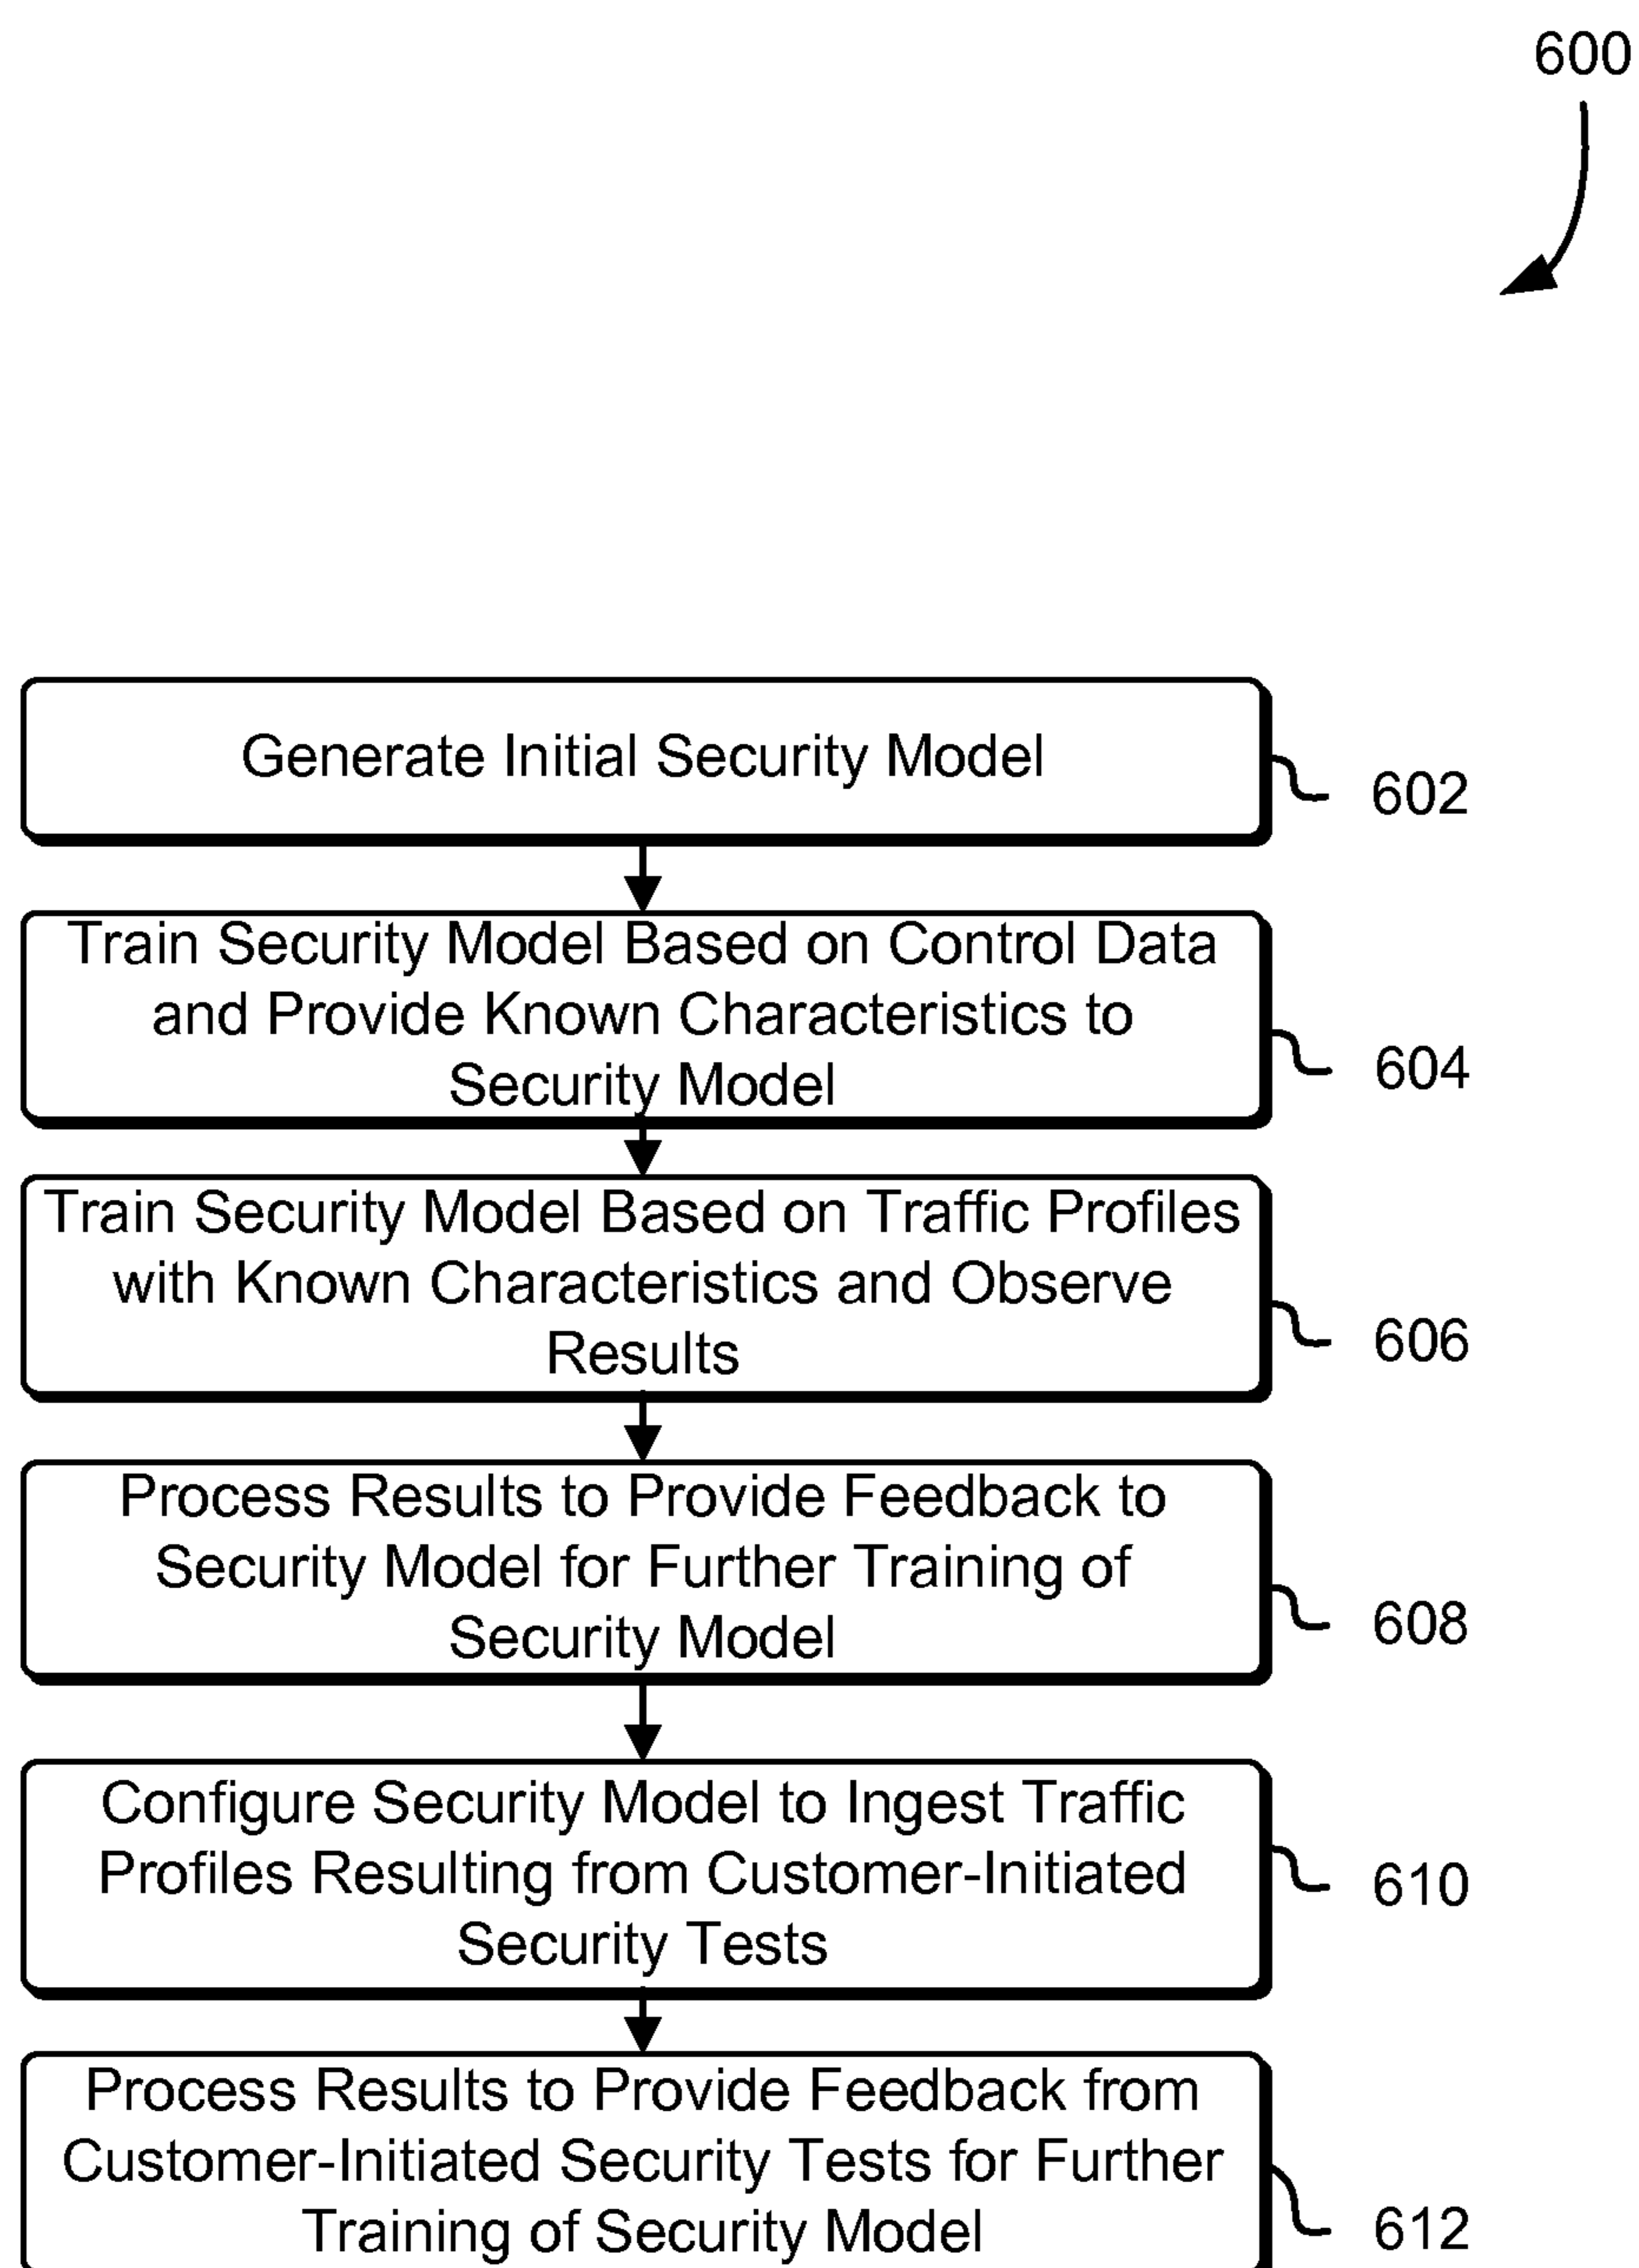 600
Generate Initial Security Model
602
Train Security Model Based on Control Data
and Provide Known Characteristics to
Security Model
604
Train Security Model Based on Traffic Profiles
with Known Characteristics and Observe
Results
606
Process Results to Provide Feedback to
Security Model for Further Training of
Security Model
608
Configure Security Model to Ingest Traffic
Profiles Resulting from Customer-Initiated
Security Tests
610
Process Results to Provide Feedback from
Customer-Initiated Security Tests for Further
Training of Security Model
612